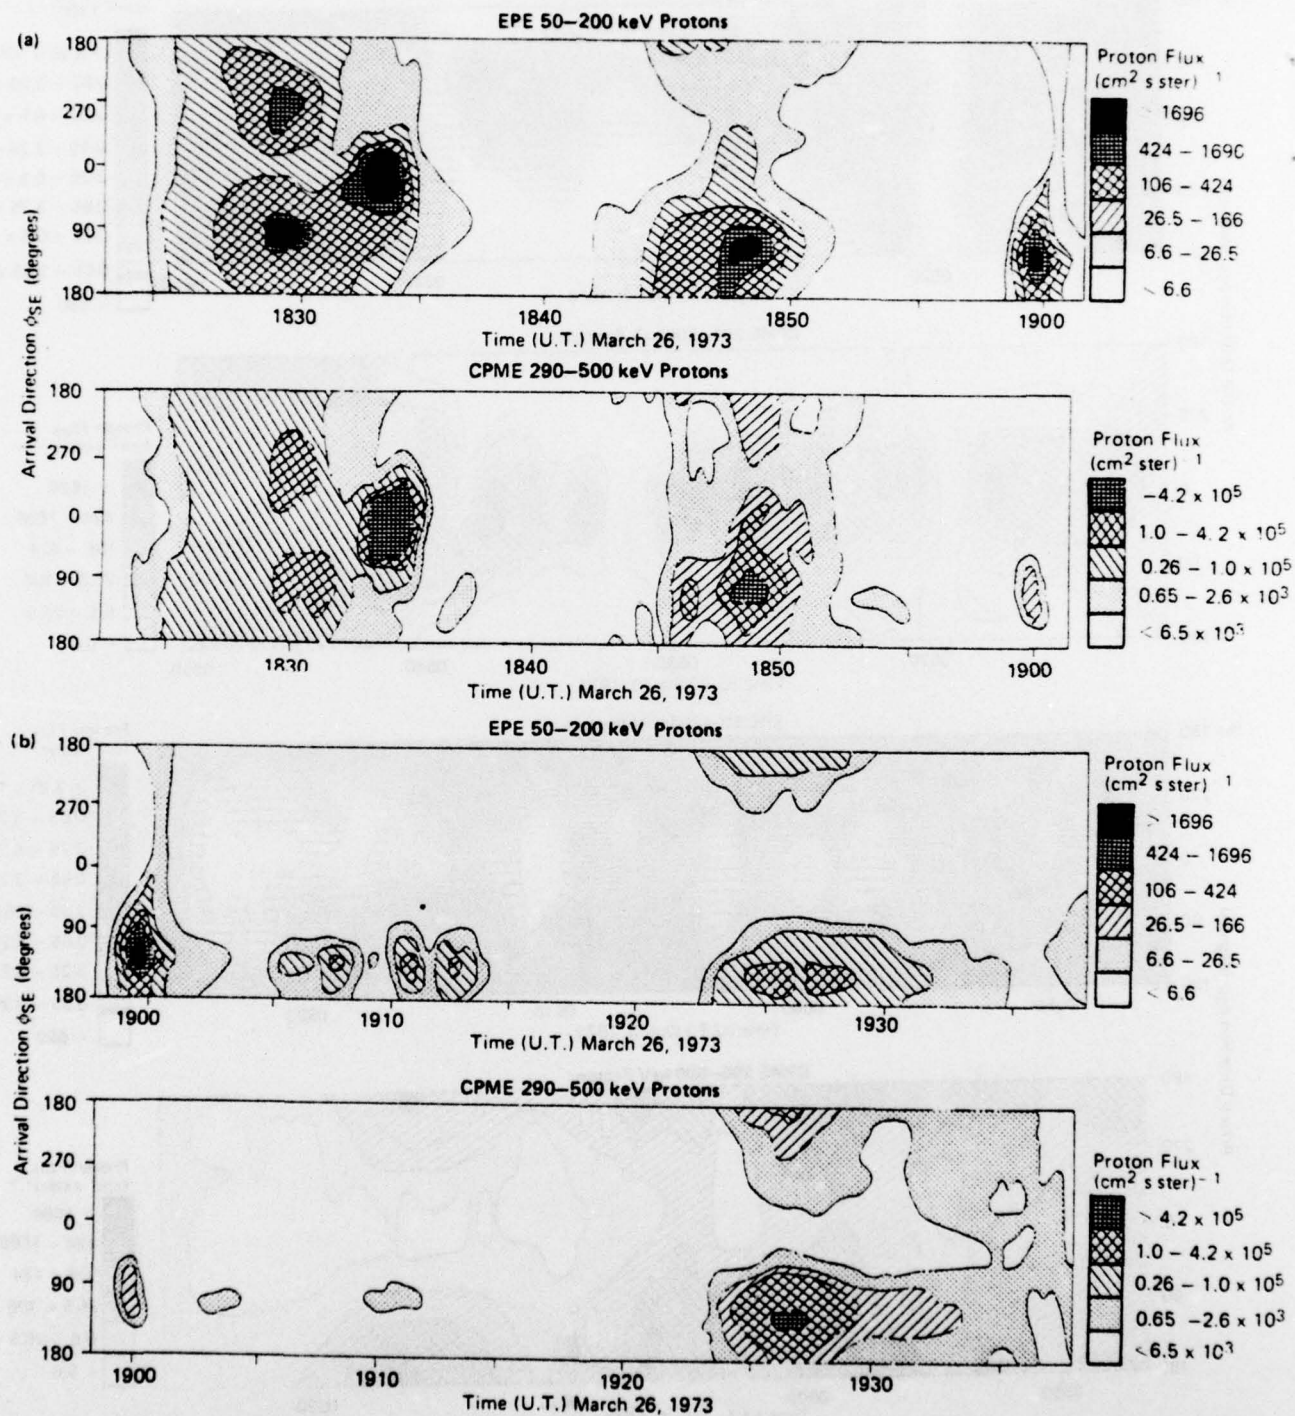 (a)
EPE 50–200 keV Protons
180
270
0
90
180
1830
1840
1850
1900
Time (U.T.) March 26, 1973
Proton Flux
(cm² s ster) ⁻¹
> 1696
424 – 1690
106 – 424
26.5 – 166
6.6 – 26.5
< 6.6
Arrival Direction ϕSE (degrees)
CPME 290–500 keV Protons
180
270
0
90
180
1830
1840
1850
1900
Time (U.T.) March 26, 1973
Proton Flux
(cm² ster) ⁻¹
–4.2 x 10⁵
1.0 – 4.2 x 10⁵
0.26 – 1.0 x 10⁵
0.65 – 2.6 x 10³
< 6.5 x 10³
(b)
EPE 50–200 keV Protons
180
270
0
90
180
1900
1910
1920
1930
Time (U.T.) March 26, 1973
Proton Flux
(cm² s ster) ⁻¹
> 1696
424 – 1696
106 – 424
26.5 – 166
6.6 – 26.5
< 6.6
Arrival Direction ϕSE (degrees)
CPME 290–500 keV Protons
180
270
0
90
180
1900
1910
1920
1930
Time (U.T.) March 26, 1973
Proton Flux
(cm² s ster)⁻¹
> 4.2 x 10⁵
1.0 – 4.2 x 10⁵
0.26 – 1.0 x 10⁵
0.65 –2.6 x 10³
<6.5 x 10³